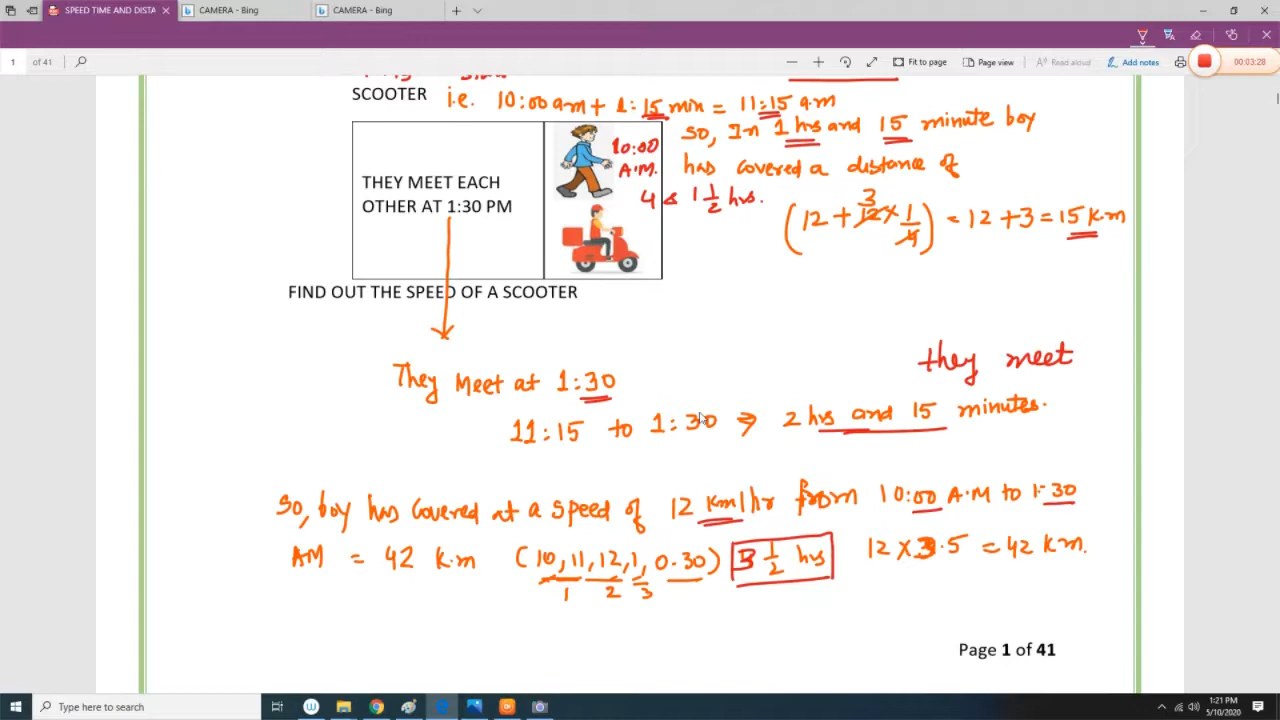 SPEED TIME AND DISTA
CAMERA - Bing
CAMERA - Bing
1 of 41
Fit to page
Page view
Read aloud
Add notes
00:03:28
SCOOTER
i.e. 10:00 am + 1:15 min = 11:15 a.m
So, In 1 hrs and 15 minute boy
has covered a distance of
(12 + 12 × 1/4) = 12 + 3 = 15 K.m
3
10:00
A.M.
1 1/2 hrs.
THEY MEET EACH
OTHER AT 1:30 PM
FIND OUT THE SPEED OF A SCOOTER
They Meet at 1:30
they meet
11:15 to 1:30 ⇒ 2 hrs and 15 minutes.
So, boy has covered at a speed of 12 km/hr from 10:00 A.M to 1:30
AM = 42 K.m (10, 11, 12, 1, 0.30) 3 1/2 hrs 12 × 3.5 = 42 Km.
1 2 3
Page 1 of 41
Type here to search
1:21 PM
5/10/2020